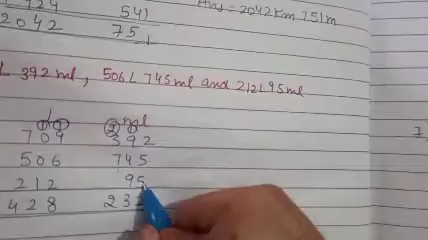 541
Ans = 2042 Km 751 m
2042 751
L 392 ml, 506 L 745 ml and 212 L 95 ml
L ml
709 392
506 745
212 95
428 232
7